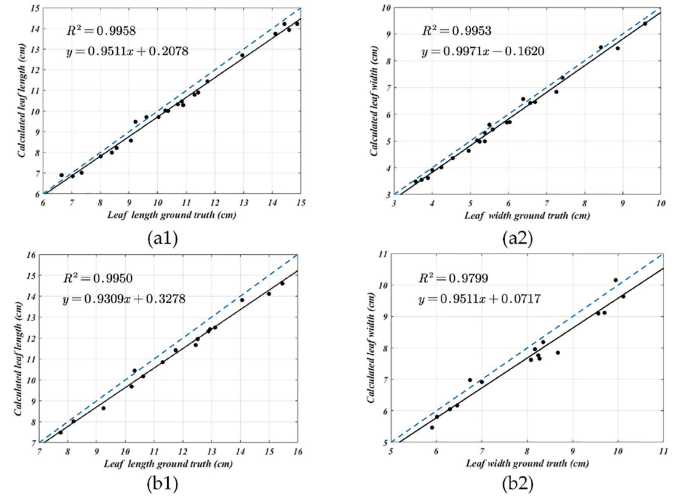 R² = 0.9958
y = 0.9511x + 0.2078
Calculated leaf length (cm)
15
14
13
12
11
10
9
8
7
6
6 7 8 9 10 11 12 13 14 15
Leaf length ground truth (cm)
(a1)
R² = 0.9953
y = 0.9971x − 0.1620
Calculated leaf width (cm)
10
9
8
7
6
5
4
3
3 4 5 6 7 8 9 10
Leaf width ground truth (cm)
(a2)
R² = 0.9950
y = 0.9309x + 0.3278
Calculated leaf length (cm)
16
15
14
13
12
11
10
9
8
7
7 8 9 10 11 12 13 14 15 16
Leaf length ground truth (cm)
(b1)
R² = 0.9799
y = 0.9511x + 0.0717
Calculated leaf width (cm)
11
10
9
8
7
6
5
5 6 7 8 9 10 11
Leaf width ground truth (cm)
(b2)